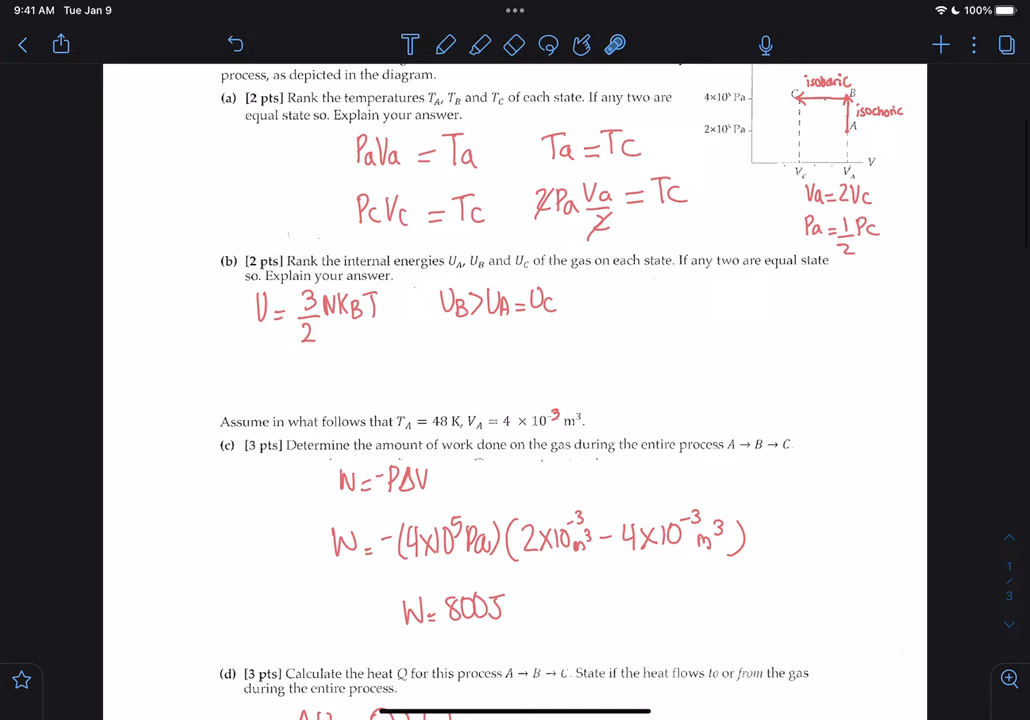 9:41 AM Tue Jan 9
100%
process, as depicted in the diagram.
(a) [2 pts] Rank the temperatures T_A, T_B and T_C of each state. If any two are
equal state so. Explain your answer.
PaVa = Ta
Ta = Tc
PcVc = Tc
2Pa Va/2 = Tc
isobaric
C
B
4×10⁵ Pa
isochoric
2×10⁵ Pa
A
V
V_C
V_A
Va = 2Vc
Pa = 1/2 Pc
(b) [2 pts] Rank the internal energies U_A, U_B and U_C of the gas on each state. If any two are equal state
so. Explain your answer.
U = 3/2 NKBT
UB > UA = UC
Assume in what follows that T_A = 48 K, V_A = 4 × 10⁻³ m³.
(c) [3 pts] Determine the amount of work done on the gas during the entire process A → B → C.
W = -PΔV
W = -(4×10⁵ Pa)(2×10⁻³ m³ - 4×10⁻³ m³)
W = 800J
(d) [3 pts] Calculate the heat Q for this process A → B → C. State if the heat flows to or from the gas
during the entire process.
1
/
3